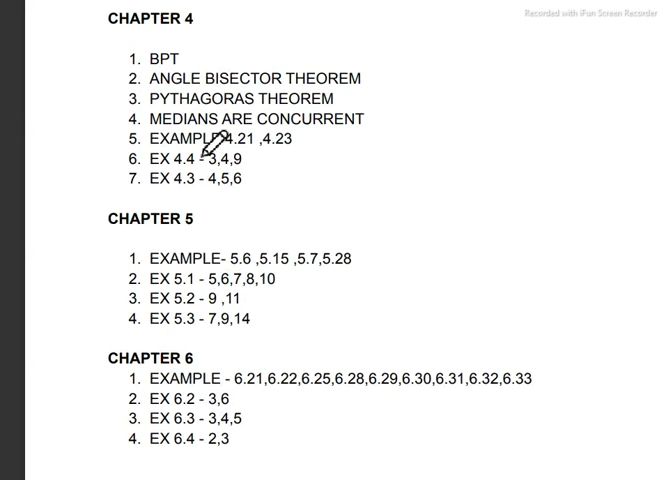 Recorded with iFun Screen Recorder
CHAPTER 4
1. BPT
2. ANGLE BISECTOR THEOREM
3. PYTHAGORAS THEOREM
4. MEDIANS ARE CONCURRENT
5. EXAMPLE 4.21 ,4.23
6. EX 4.4 - 3,4,9
7. EX 4.3 - 4,5,6
CHAPTER 5
1. EXAMPLE- 5.6 ,5.15 ,5.7,5.28
2. EX 5.1 - 5,6,7,8,10
3. EX 5.2 - 9 ,11
4. EX 5.3 - 7,9,14
CHAPTER 6
1. EXAMPLE - 6.21,6.22,6.25,6.28,6.29,6.30,6.31,6.32,6.33
2. EX 6.2 - 3,6
3. EX 6.3 - 3,4,5
4. EX 6.4 - 2,3